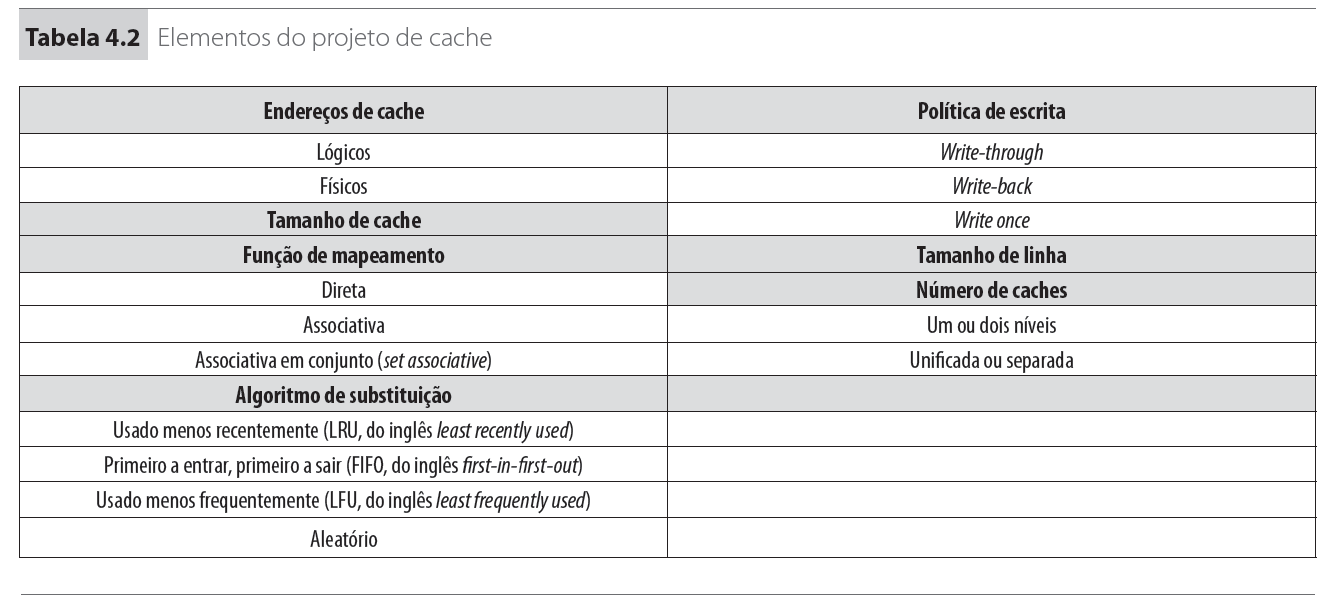 Tabela 4.2 Elementos do projeto de cache
Endereços de cache Política de escrita
Lógicos Write-through
Físicos Write-back
Tamanho de cache Write once
Função de mapeamento Tamanho de linha
Direta Número de caches
Associativa Um ou dois níveis
Associativa em conjunto (set associative) Unificada ou separada
Algoritmo de substituição
Usado menos recentemente (LRU, do inglês least recently used)
Primeiro a entrar, primeiro a sair (FIFO, do inglês first-in-first-out)
Usado menos frequentemente (LFU, do inglês least frequently used)
Aleatório